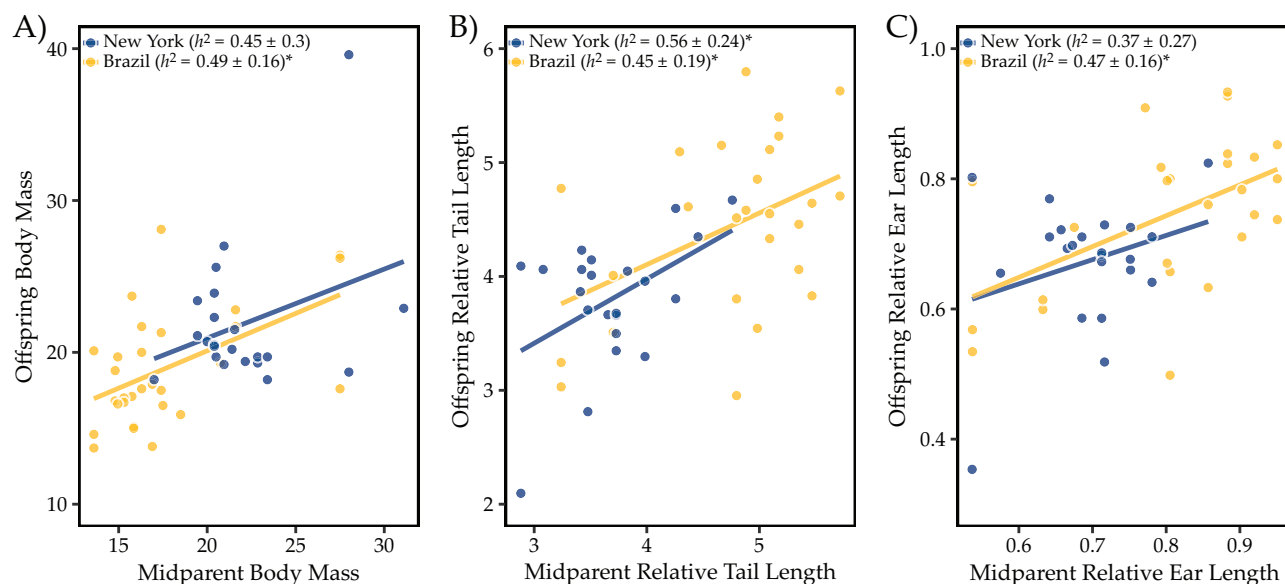 A)
New York (h² = 0.45 ± 0.3)
Brazil (h² = 0.49 ± 0.16)*
Offspring Body Mass
40
30
20
10
15 20 25 30
Midparent Body Mass
B)
New York (h² = 0.56 ± 0.24)*
Brazil (h² = 0.45 ± 0.19)*
Offspring Relative Tail Length
6
5
4
3
2
3 4 5
Midparent Relative Tail Length
C)
New York (h² = 0.37 ± 0.27)
Brazil (h² = 0.47 ± 0.16)*
Offspring Relative Ear Length
1.0
0.8
0.6
0.4
0.6 0.7 0.8 0.9
Midparent Relative Ear Length